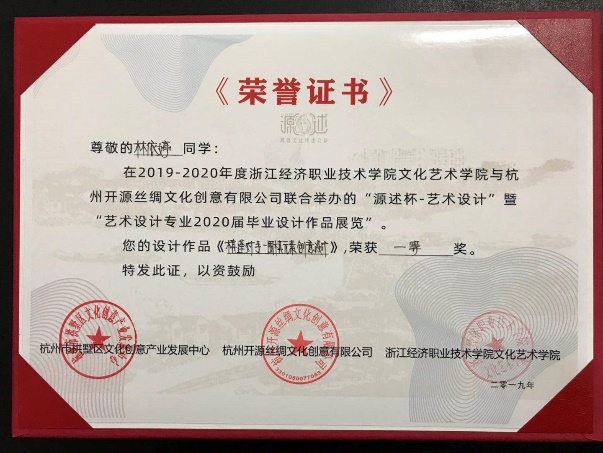 《荣誉证书》
源述
尊敬的林依 同学：
在2019-2020年度浙江经济职业技术学院文化艺术学院与杭
州开源丝绸文化创意有限公司联合举办的“源述杯-艺术设计”暨
“艺术设计专业2020届毕业设计作品展览”。
您的设计作品《 》,荣获 一等 奖。
特发此证，以资鼓励
杭州市拱墅区文化创意产业发展中心 杭州开源丝绸文化创意有限公司 浙江经济职业技术学院文化艺术学院
二零一九年